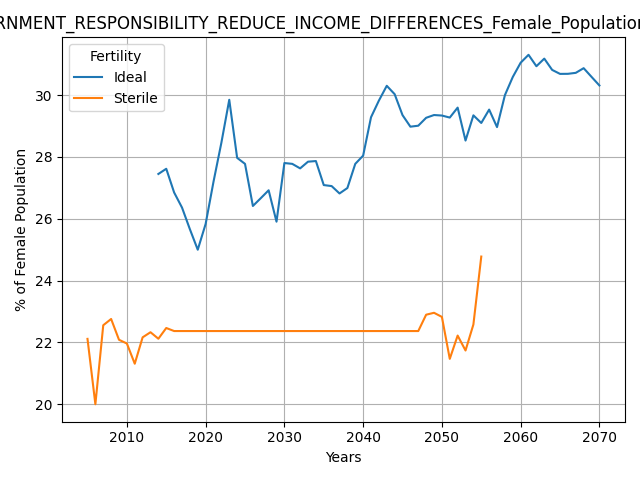 RNMENT_RESPONSIBILITY_REDUCE_INCOME_DIFFERENCES_Female_Population
Fertility
Ideal
Sterile
% of Female Population
30
28
26
24
22
20
2010 2020 2030 2040 2050 2060 2070
Years